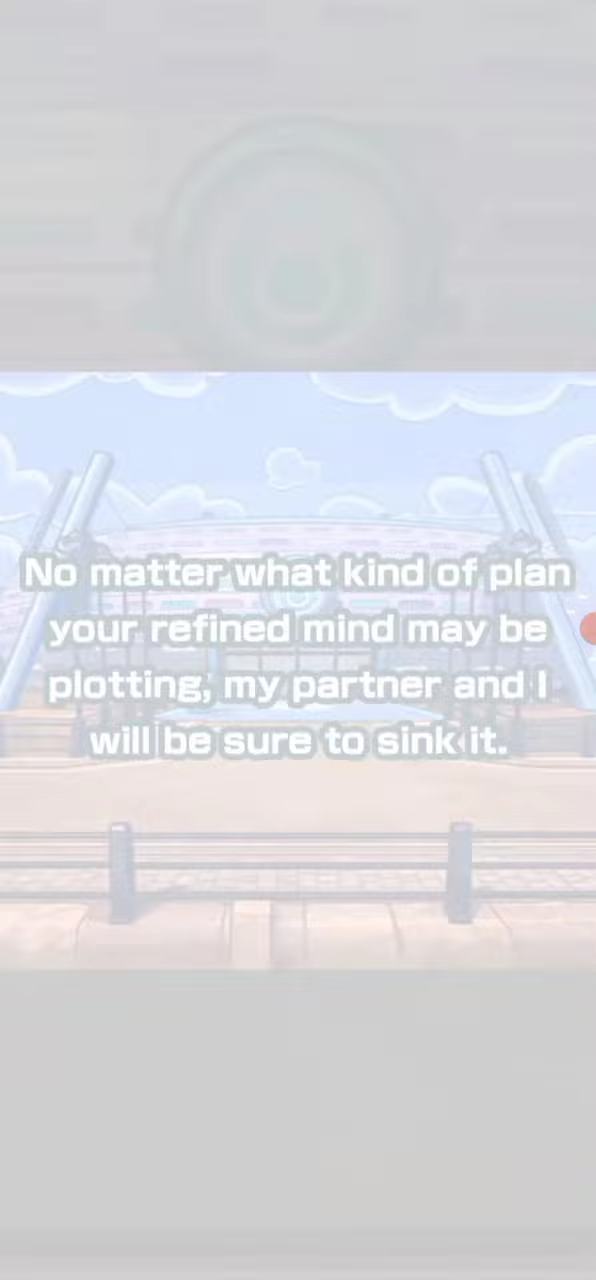 No matter what kind of plan
your refined mind may be
plotting, my partner and I
will be sure to sink it.